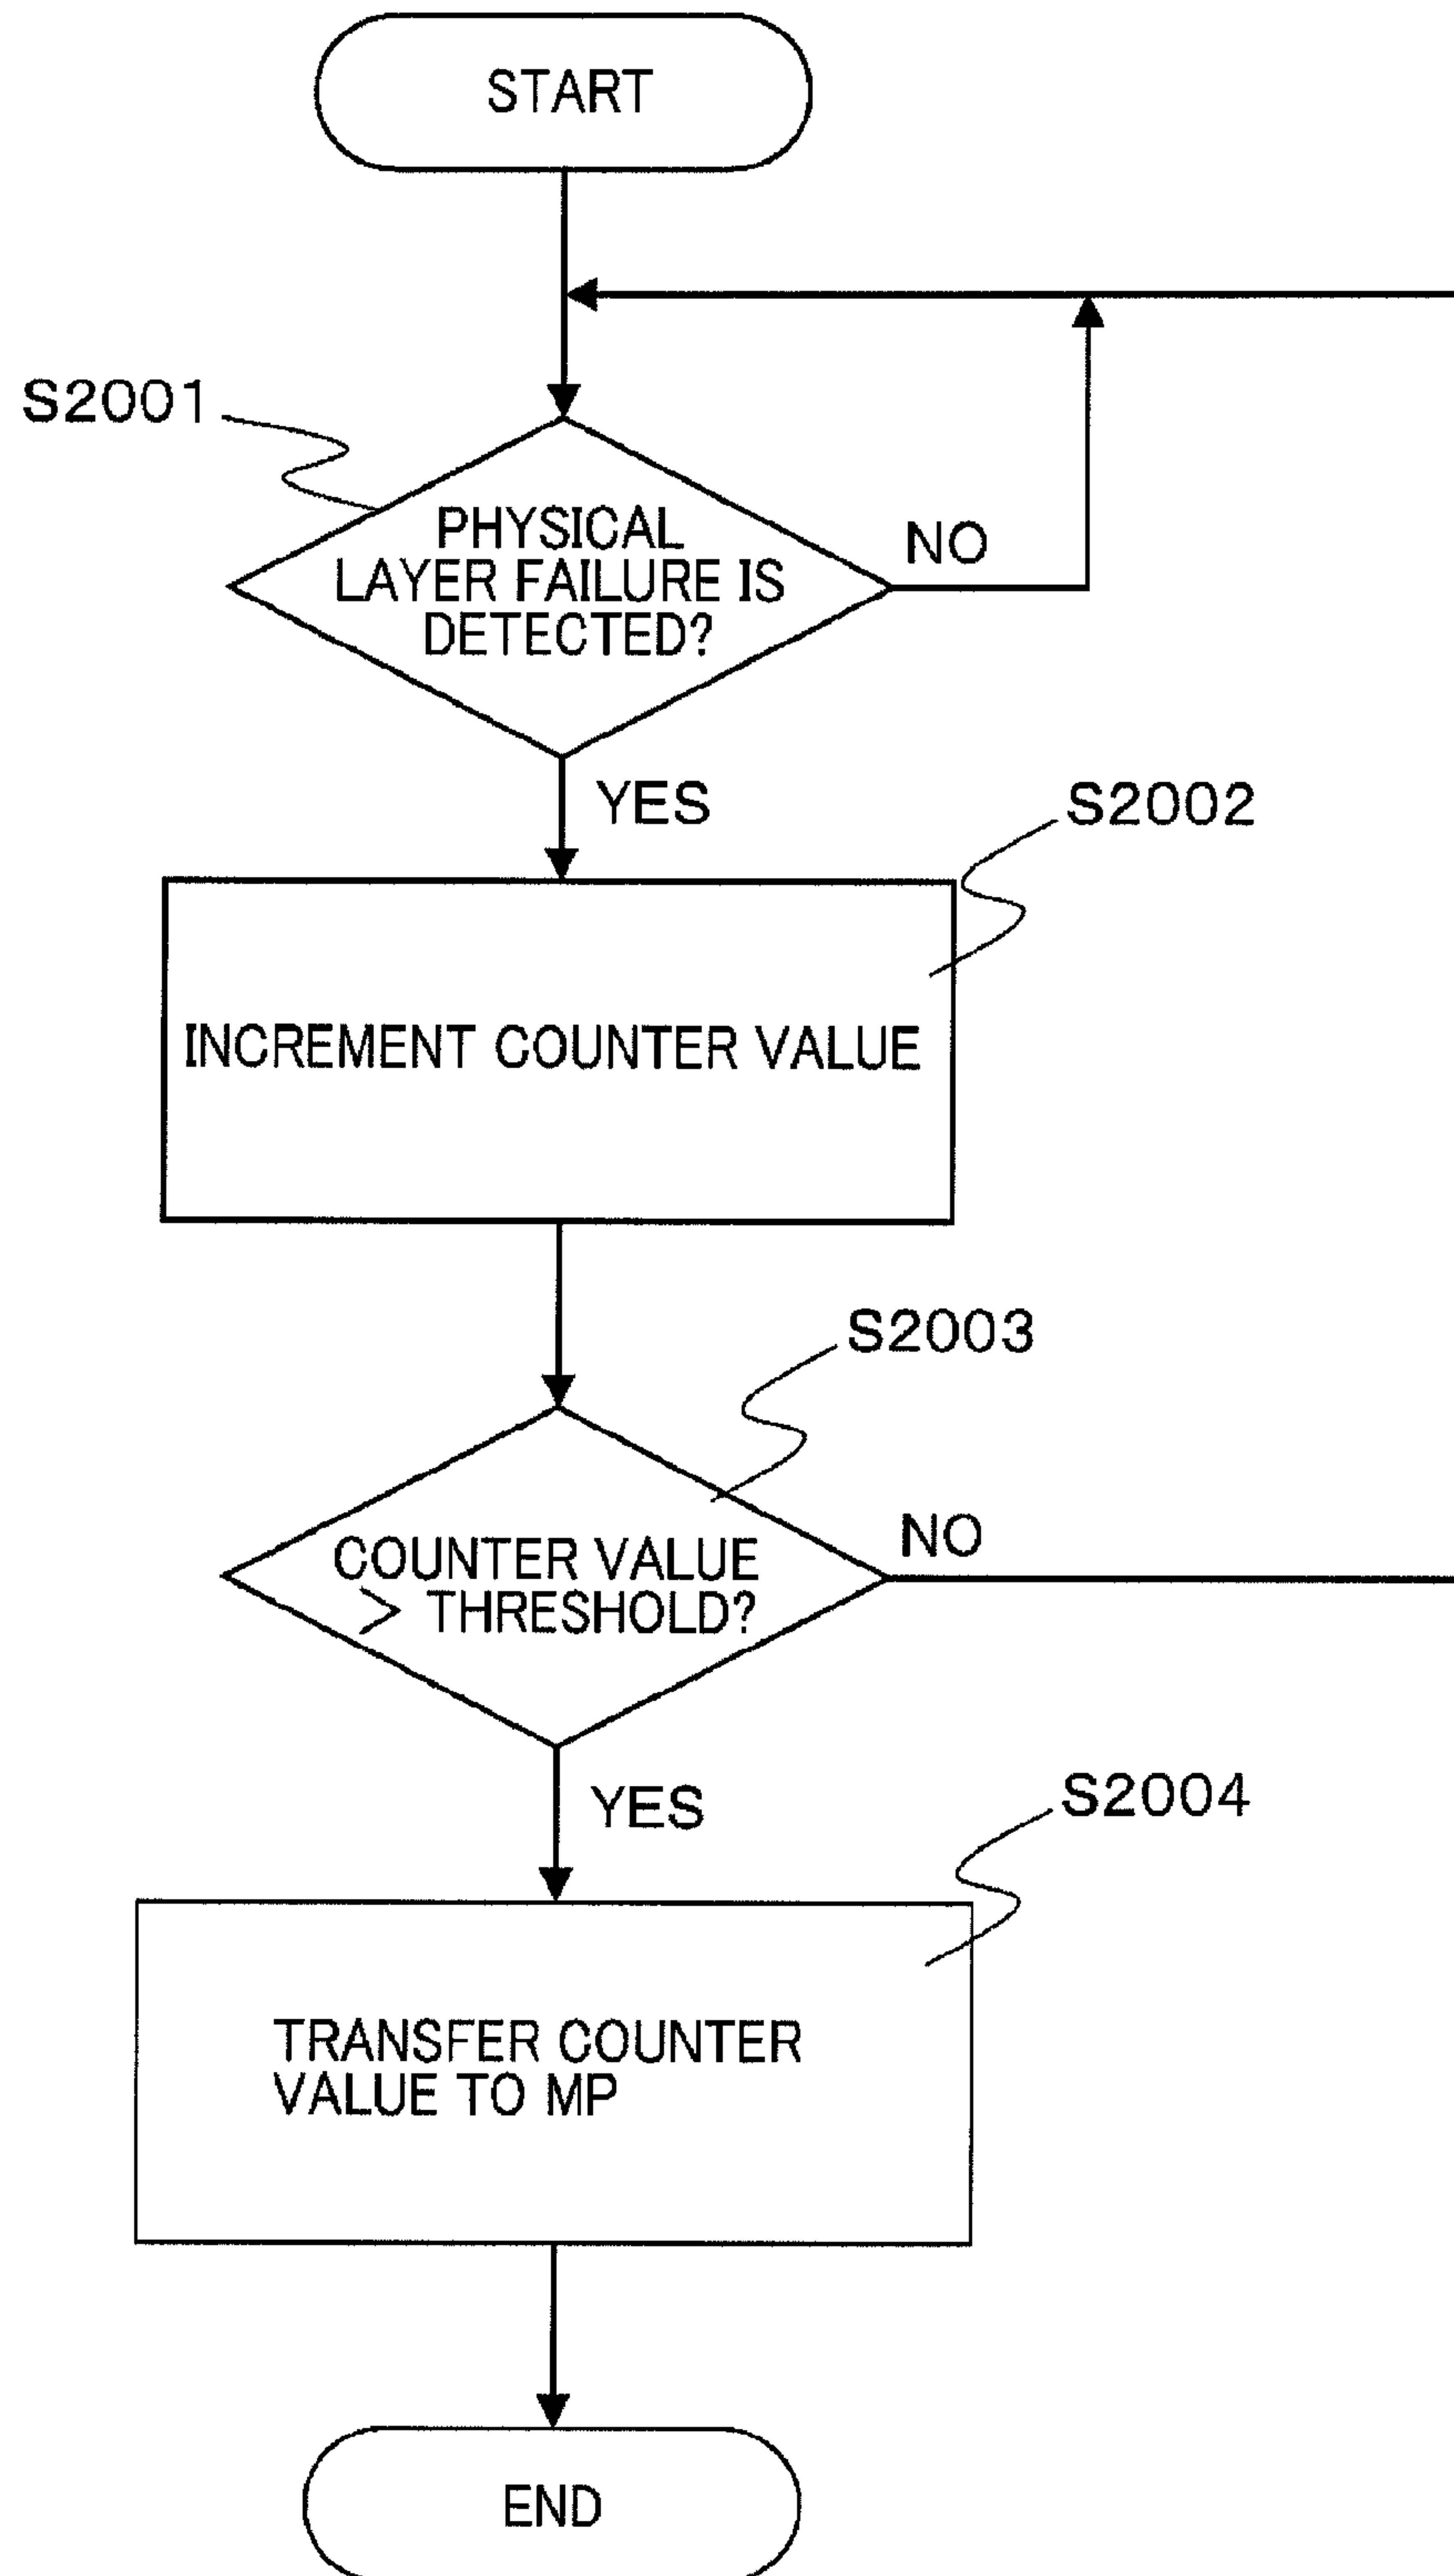 START
S2001
PHYSICAL
LAYER FAILURE IS
DETECTED?
NO
YES
S2002
INCREMENT COUNTER VALUE
S2003
COUNTER VALUE
> THRESHOLD?
NO
YES
S2004
TRANSFER COUNTER
VALUE TO MP
END